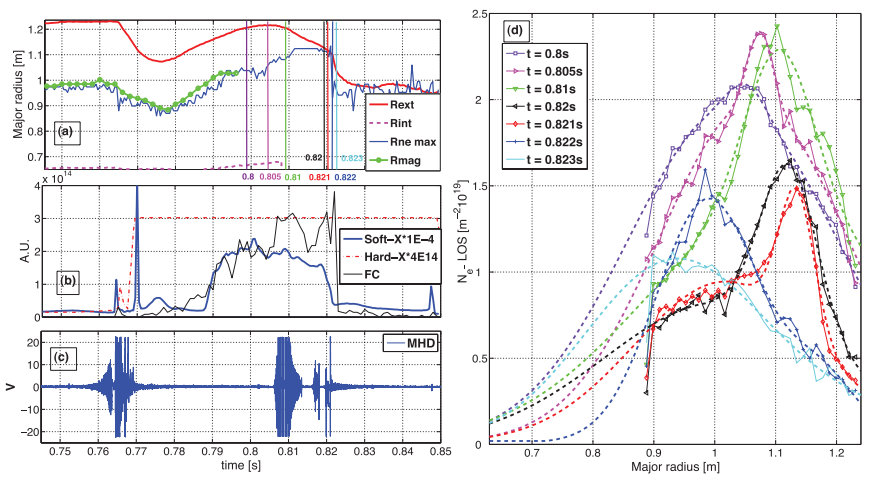 1.2
1.1
1
0.9
0.8
0.7
Major radius [m]
(a)
Rext
Rint
Rne max
Rmag
0.82
0.823
0.8
0.805
0.81
0.821
0.822
x 10^14
4
3
2
1
0
A.U.
(b)
Soft–X*1E–4
Hard–X*4E14
FC
20
10
0
−10
−20
V
(c)
MHD
0.75
0.76
0.77
0.78
0.79
0.8
0.81
0.82
0.83
0.84
0.85
time [s]
(d)
t = 0.8s
t = 0.805s
t = 0.81s
t = 0.82s
t = 0.821s
t = 0.822s
t = 0.823s
2.5
2
1.5
1
0.5
0
Ne- LOS [m−2 10^19]
0.7
0.8
0.9
1
1.1
1.2
Major radius [m]